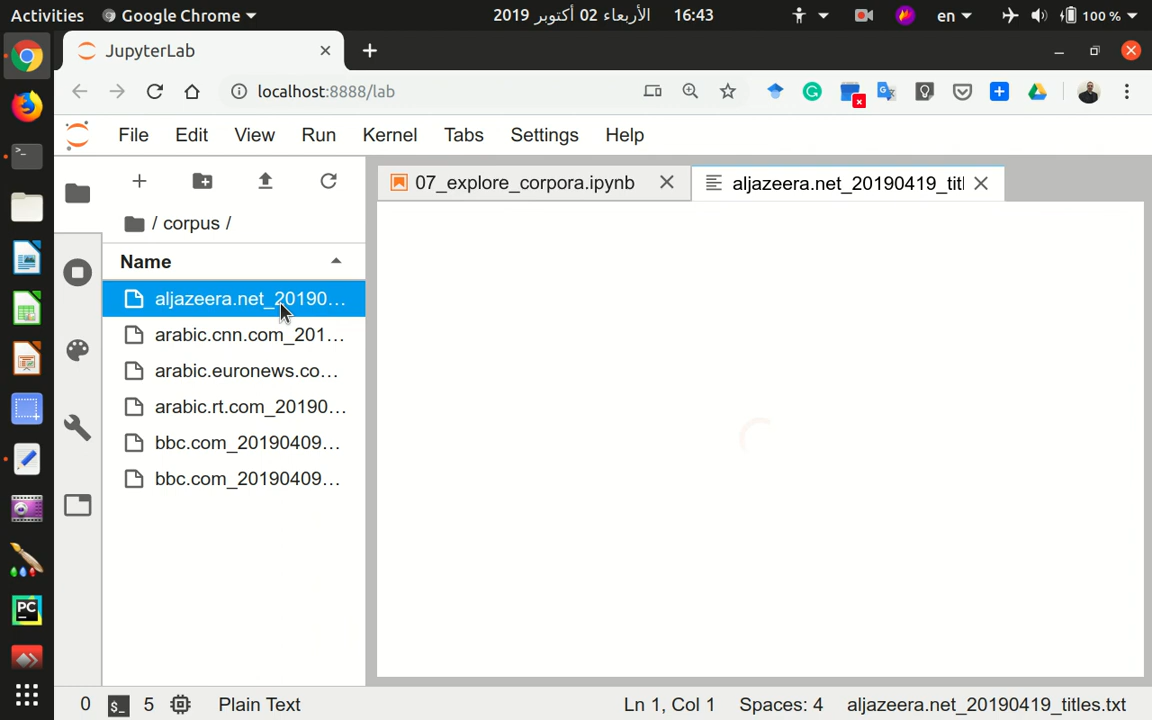 Activities Google Chrome الأربعاء 02 أكتوبر 2019 16:43 en 100 %
JupyterLab
localhost:8888/lab
File Edit View Run Kernel Tabs Settings Help
07_explore_corpora.ipynb aljazeera.net_20190419_titl
/ corpus /
Name
aljazeera.net_20190...
arabic.cnn.com_201...
arabic.euronews.co...
arabic.rt.com_20190...
bbc.com_20190409...
bbc.com_20190409...
PC
0 $_ 5 Plain Text Ln 1, Col 1 Spaces: 4 aljazeera.net_20190419_titles.txt